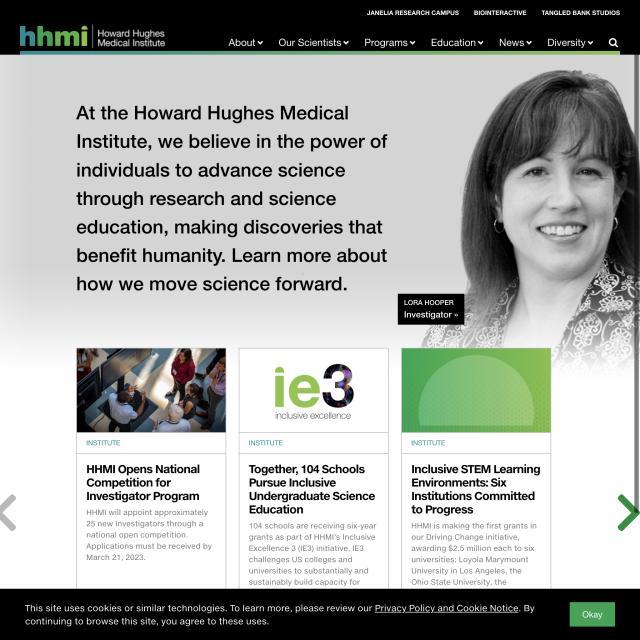 JANELIA RESEARCH CAMPUS BIOINTERACTIVE TANGLED BANK STUDIOS
hhmi Howard Hughes
Medical Institute
About Our Scientists Programs Education News Diversity
At the Howard Hughes Medical
Institute, we believe in the power of
individuals to advance science
through research and science
education, making discoveries that
benefit humanity. Learn more about
how we move science forward.
LORA HOOPER
Investigator »
INSTITUTE
HHMI Opens National
Competition for
Investigator Program
HHMI will appoint approximately
25 new Investigators through a
national open competition.
Applications must be received by
March 21, 2023.
ie3
inclusive excellence
INSTITUTE
Together, 104 Schools
Pursue Inclusive
Undergraduate Science
Education
104 schools are receiving six-year
grants as part of HHMI's Inclusive
Excellence 3 (IE3) initiative. IE3
challenges US colleges and
universities to substantially and
sustainably build capacity for
INSTITUTE
Inclusive STEM Learning
Environments: Six
Institutions Committed
to Progress
HHMI is making the first grants in
our Driving Change initiative,
awarding $2.5 million each to six
universities: Loyola Marymount
University in Los Angeles, the
Ohio State University, the
This site uses cookies or similar technologies. To learn more, please review our Privacy Policy and Cookie Notice. By
continuing to browse this site, you agree to these uses.
Okay